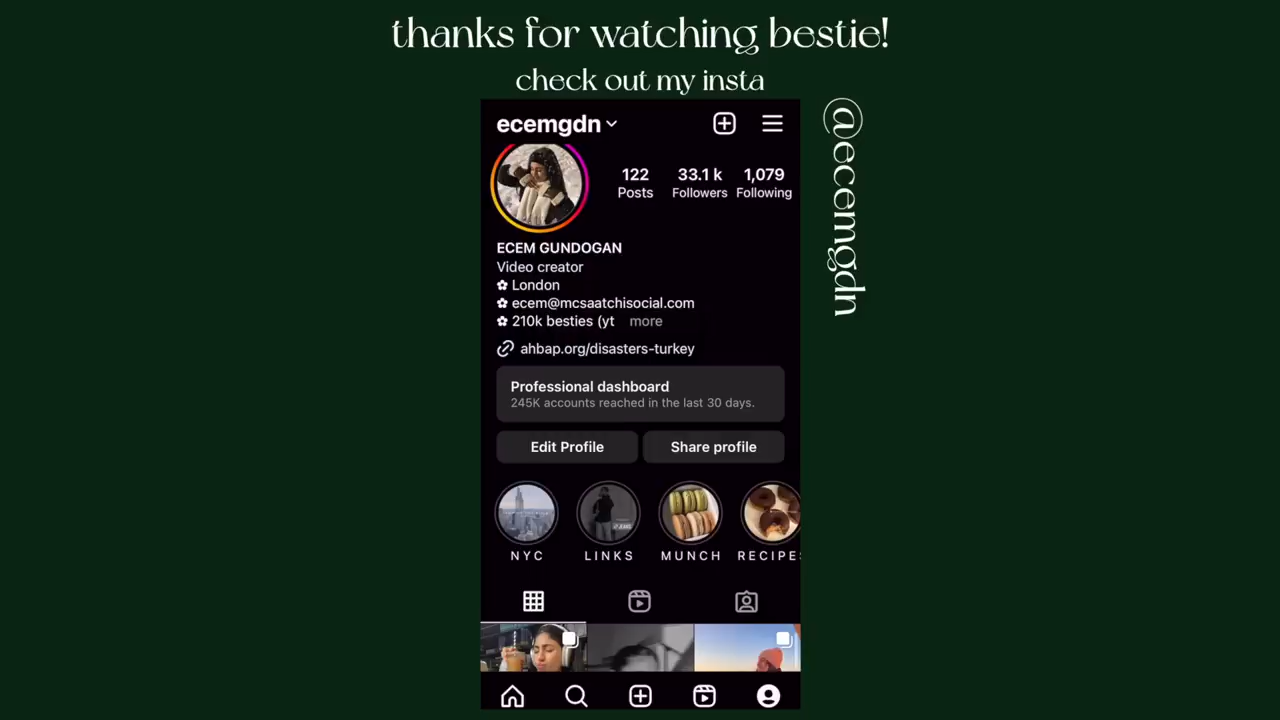 thanks for watching bestie!
check out my insta
@ecemgdn
ecemgdn
122
Posts
33.1 k
Followers
1,079
Following
ECEM GUNDOGAN
Video creator
✿ London
✿ ecem@mcsaatchisocial.com
✿ 210k besties (yt more
ahbap.org/disasters-turkey
Professional dashboard
245K accounts reached in the last 30 days.
Edit Profile
Share profile
NYC
LINKS
MUNCH
RECIPES